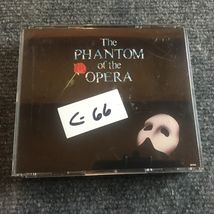 The
PHANTOM
of the
OPERA
C-66